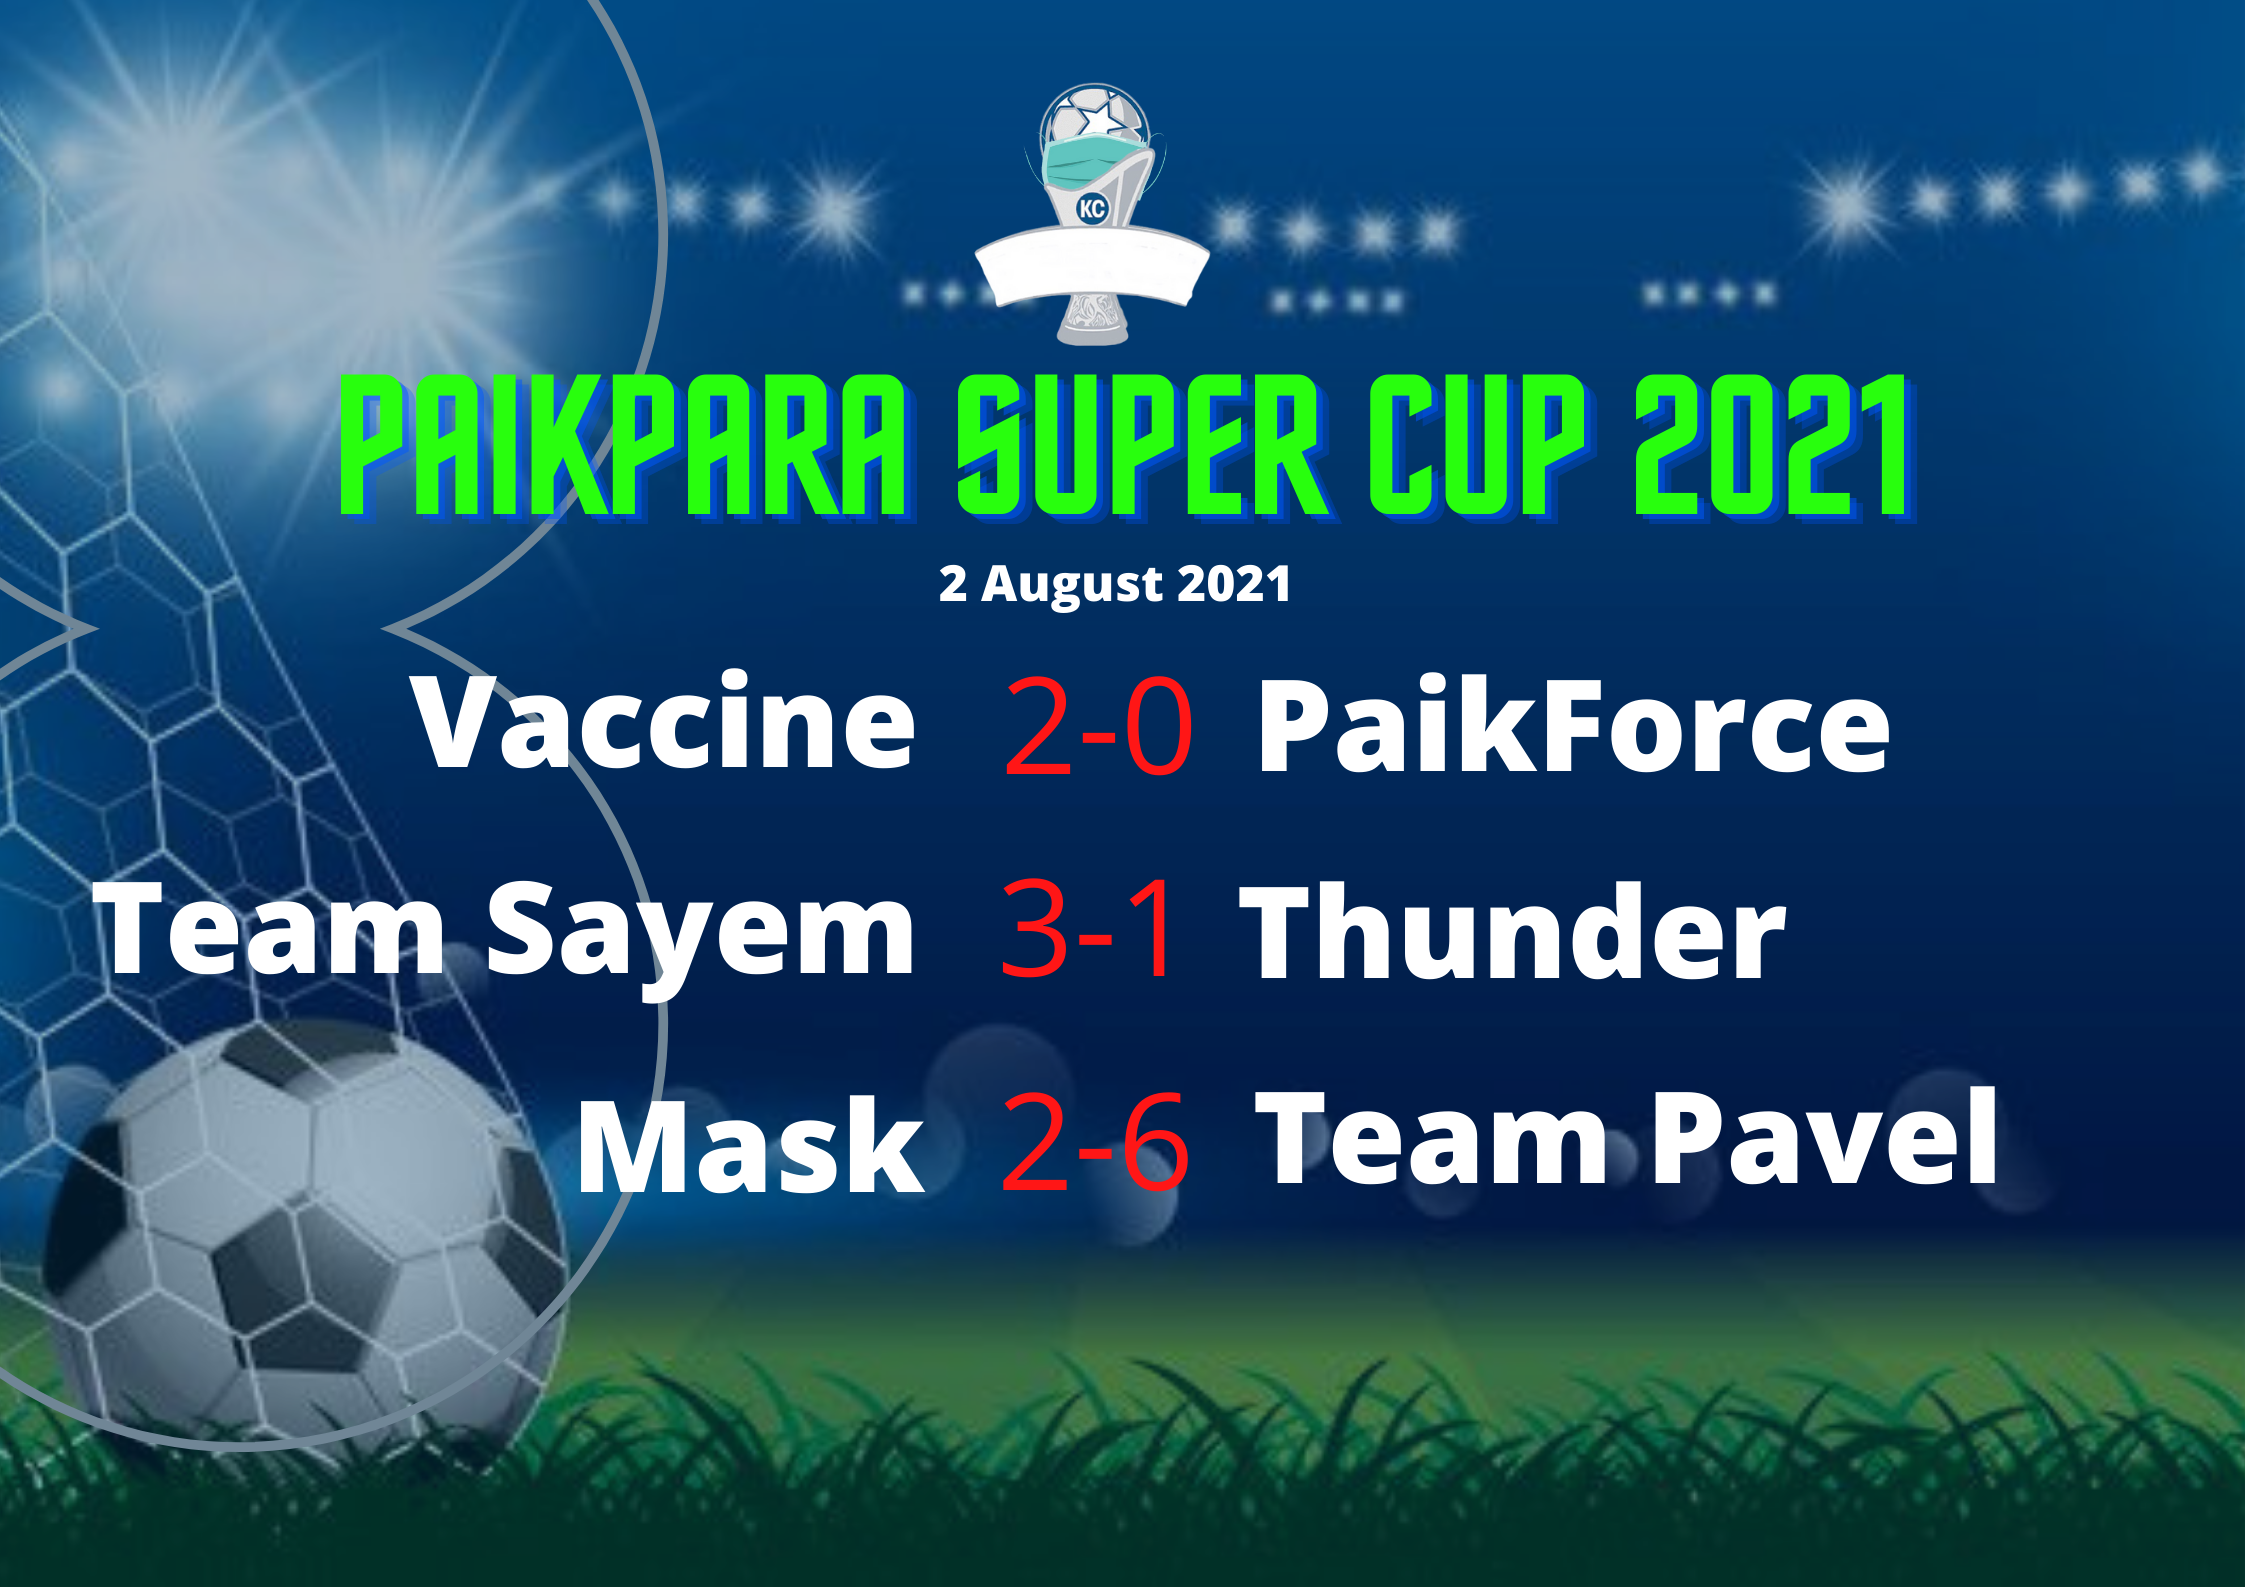 KC
PAIKPARA SUPER CUP 2021
2 August 2021
Vaccine 2-0 PaikForce
Team Sayem 3-1 Thunder
Mask 2-6 Team Pavel